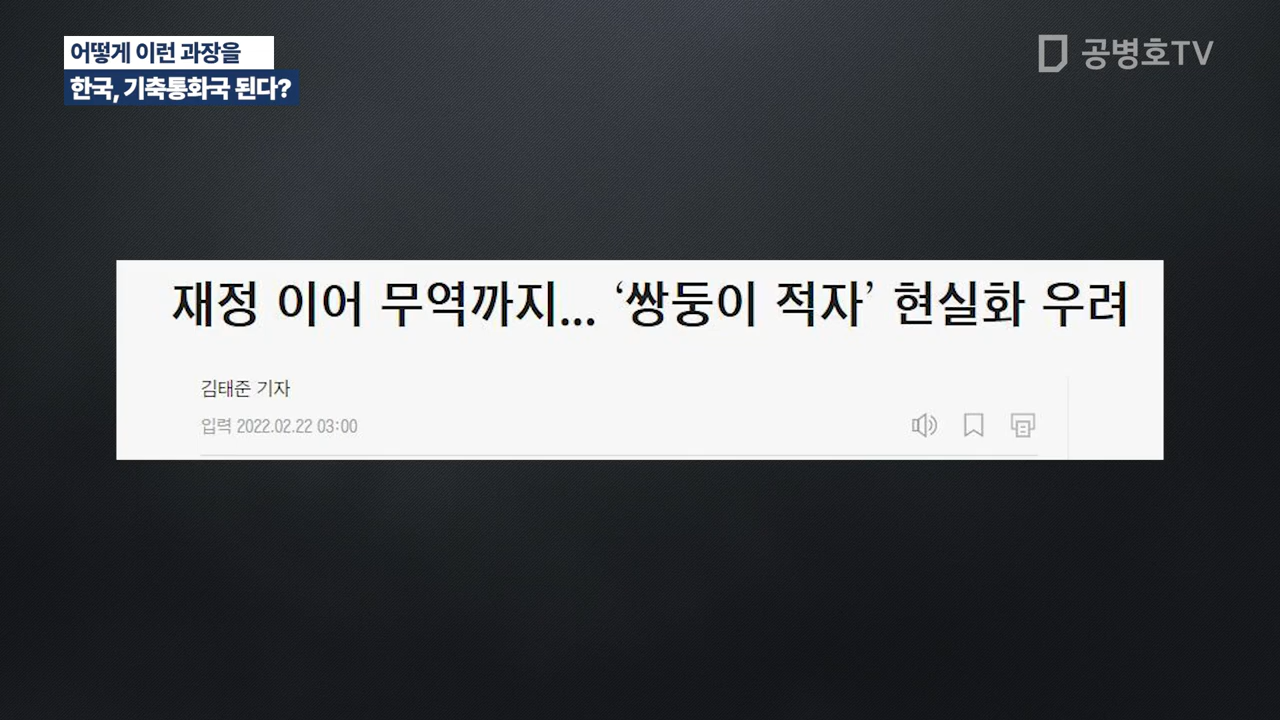 어떻게 이런 과장을
한국, 기축통화국 된다?
공병호TV
재정 이어 무역까지... ‘쌍둥이 적자’ 현실화 우려
김태준 기자
입력 2022.02.22 03:00